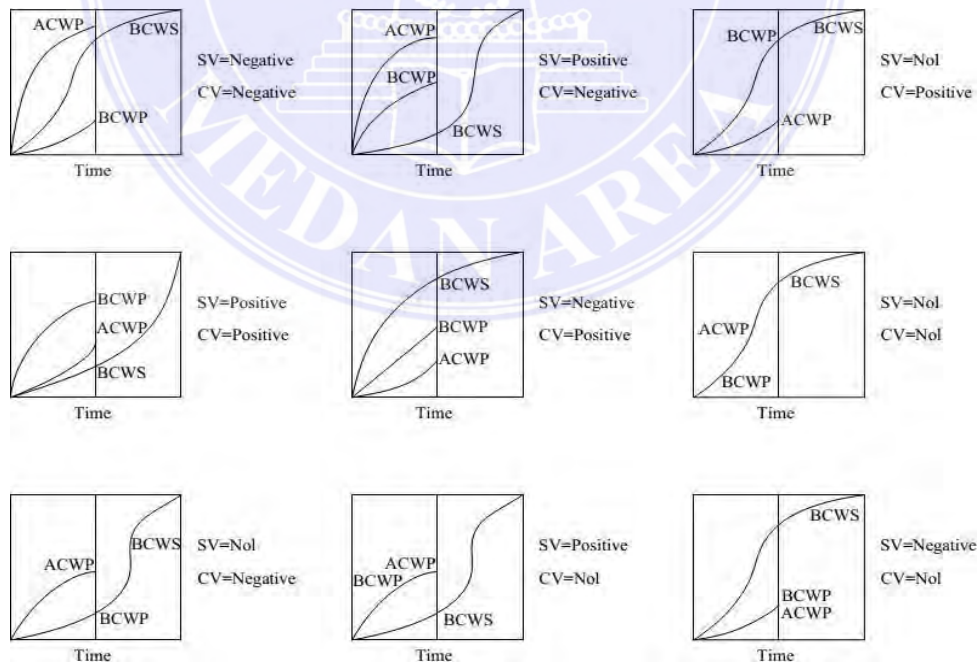 ACWP
BCWS
BCWP
SV=Negative
CV=Negative
Time
ACWP
BCWP
BCWS
SV=Positive
CV=Negative
Time
BCWP
BCWS
ACWP
SV=Nol
CV=Positive
Time
MEDAN AREA
BCWP
ACWP
BCWS
SV=Positive
CV=Positive
Time
BCWS
BCWP
ACWP
SV=Negative
CV=Positive
Time
BCWS
ACWP
BCWP
SV=Nol
CV=Nol
Time
BCWS
ACWP
BCWP
SV=Nol
CV=Negative
Time
ACWP
BCWP
BCWS
SV=Positive
CV=Nol
Time
BCWS
BCWP
ACWP
SV=Negative
CV=Nol
Time